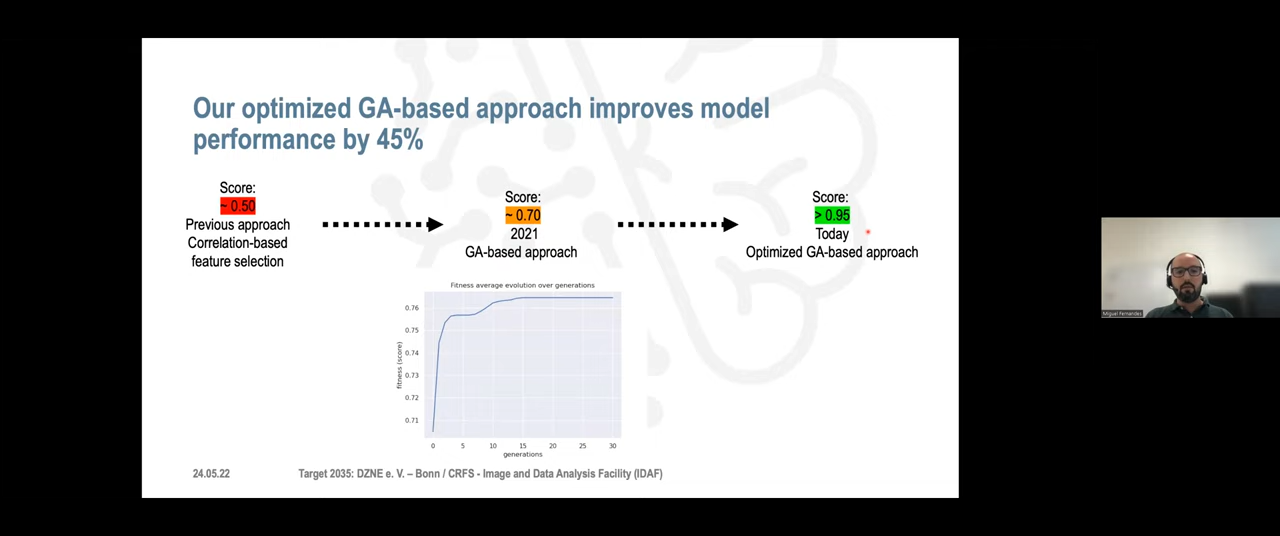 Our optimized GA-based approach improves model
performance by 45%
Score:
~ 0.50
Previous approach
Correlation-based
feature selection
Score:
~ 0.70
2021
GA-based approach
Score:
> 0.95
Today
Optimized GA-based approach
Fitness average evolution over generations
fitness (score)
0.76
0.75
0.74
0.73
0.72
0.71
0 5 10 15 20 25 30
generations
24.05.22 Target 2035: DZNE e. V. – Bonn / CRFS - Image and Data Analysis Facility (IDAF)
Miguel Fernandes